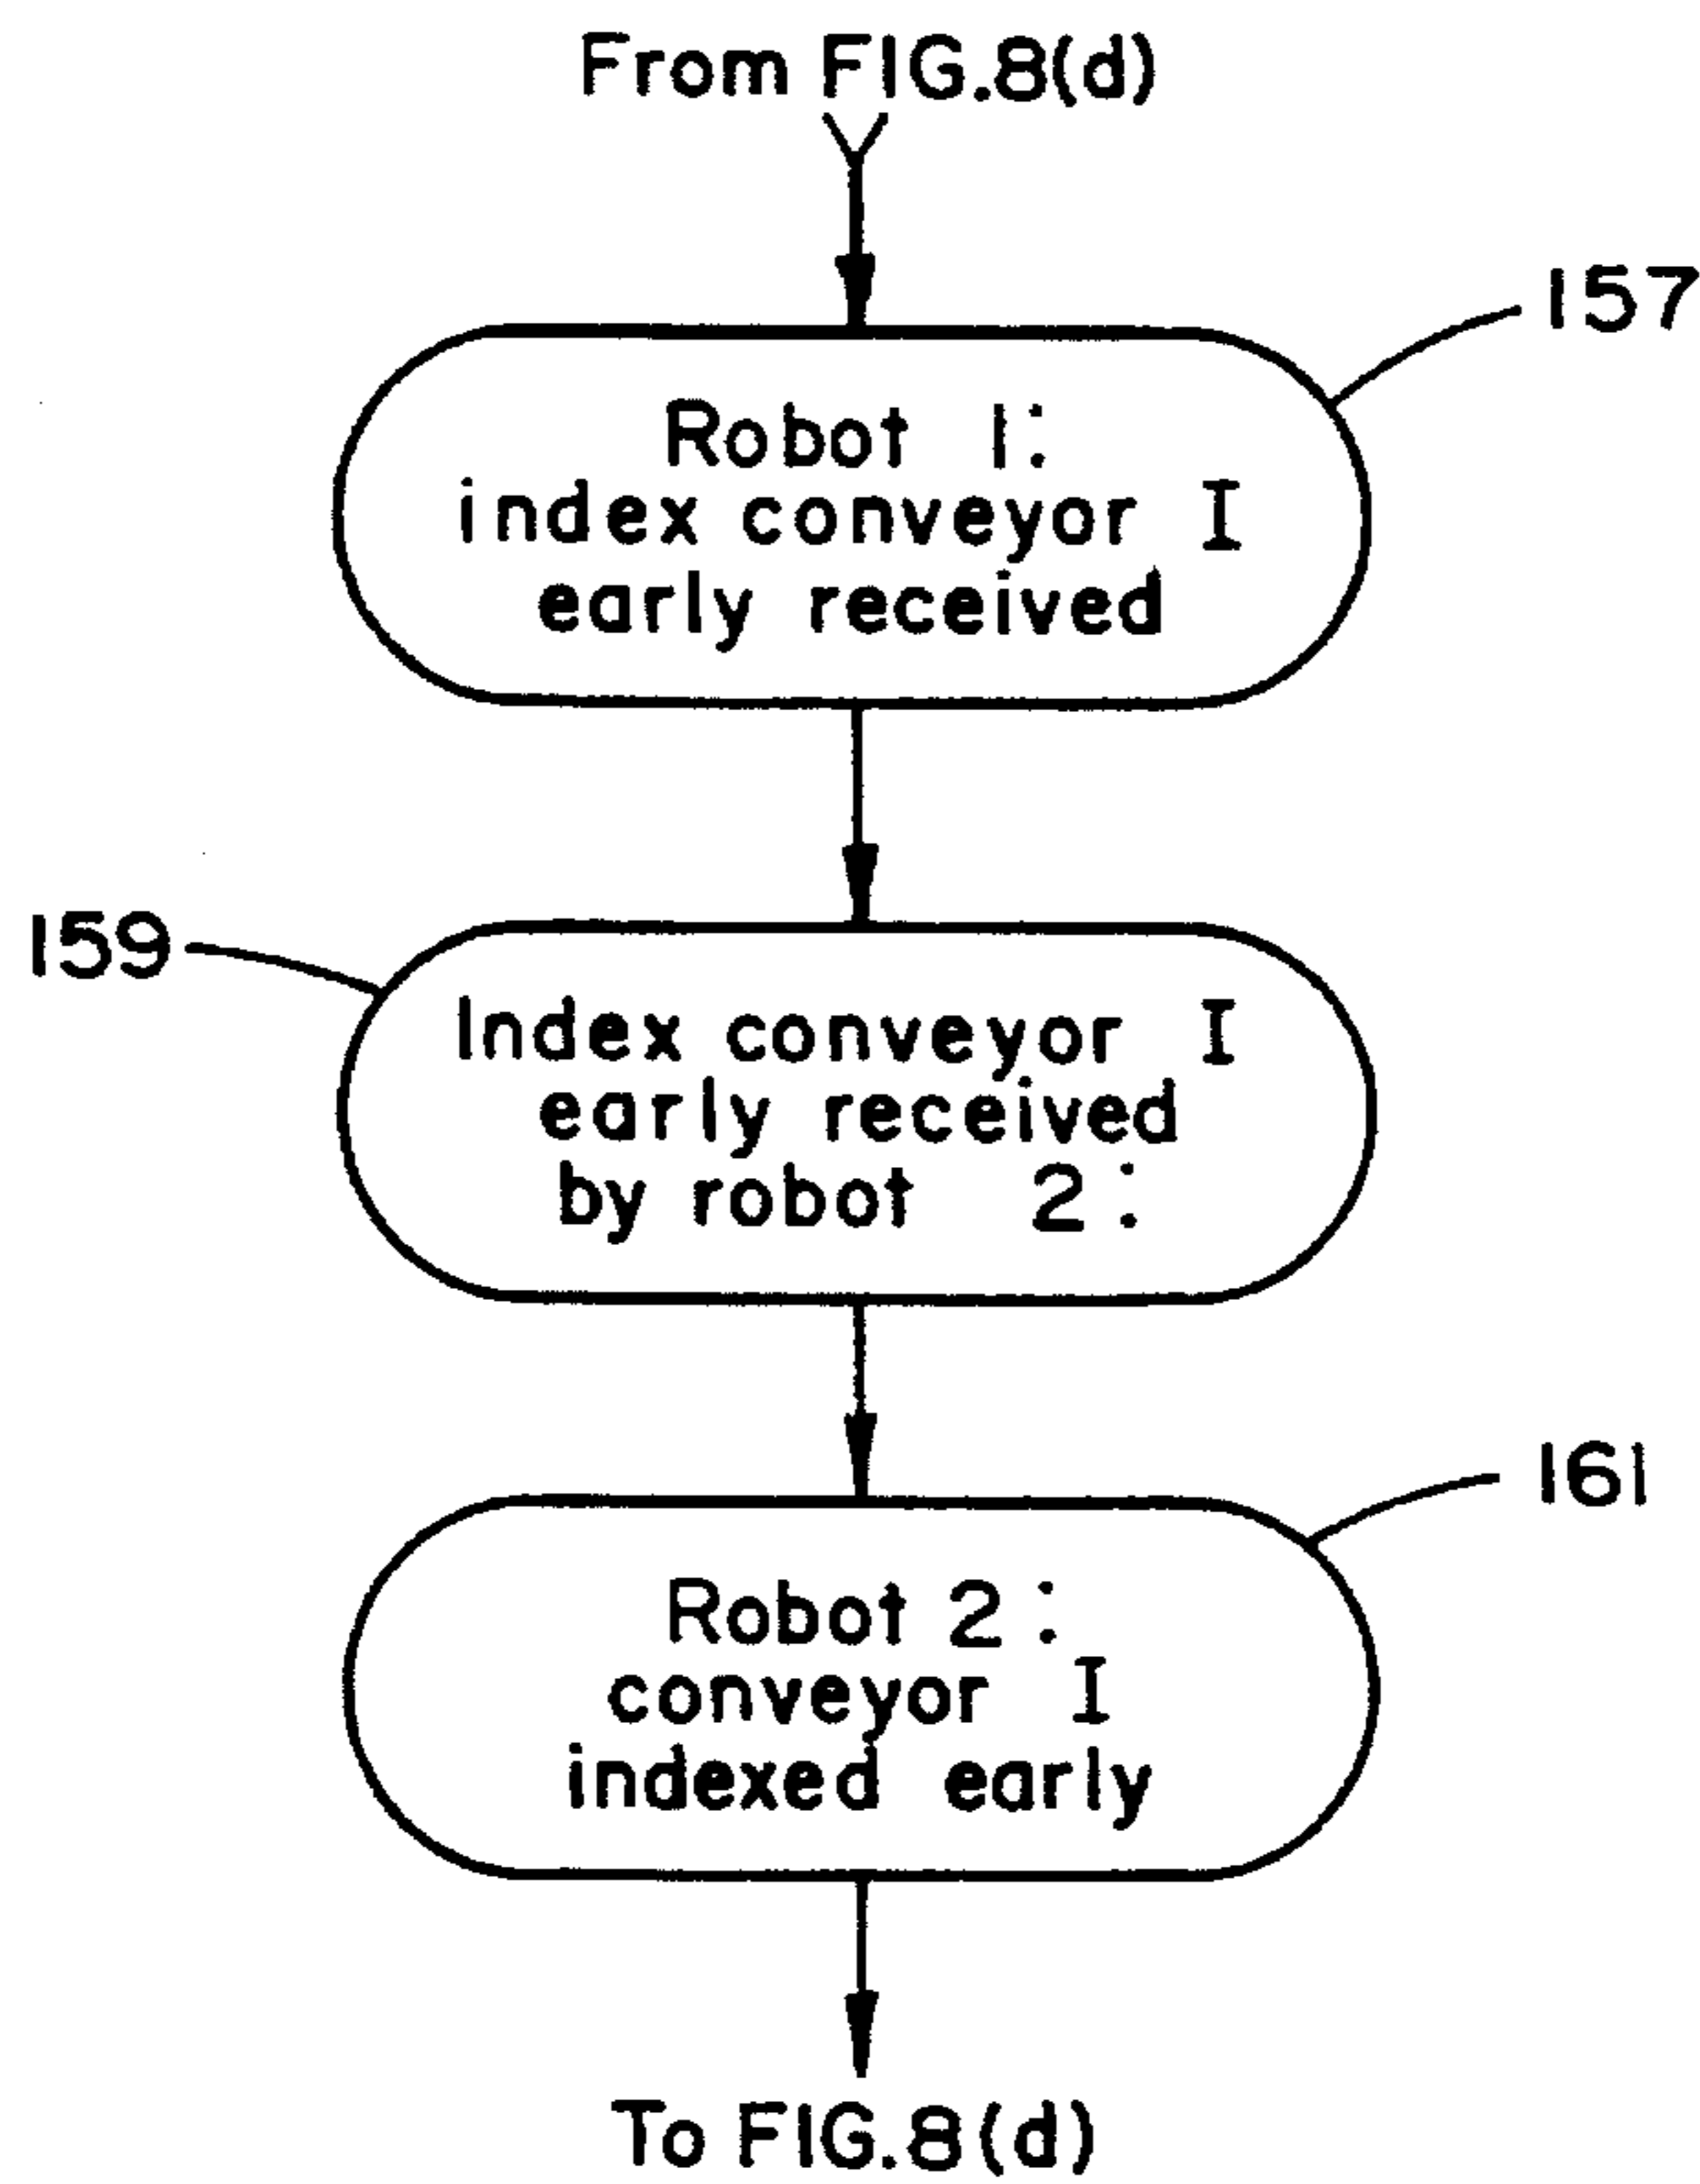 From FIG.8(d)
157
Robot 1:
index conveyor I
early received
159
Index conveyor I
early received
by robot 2:
161
Robot 2:
conveyor I
indexed early
To FIG.8(d)